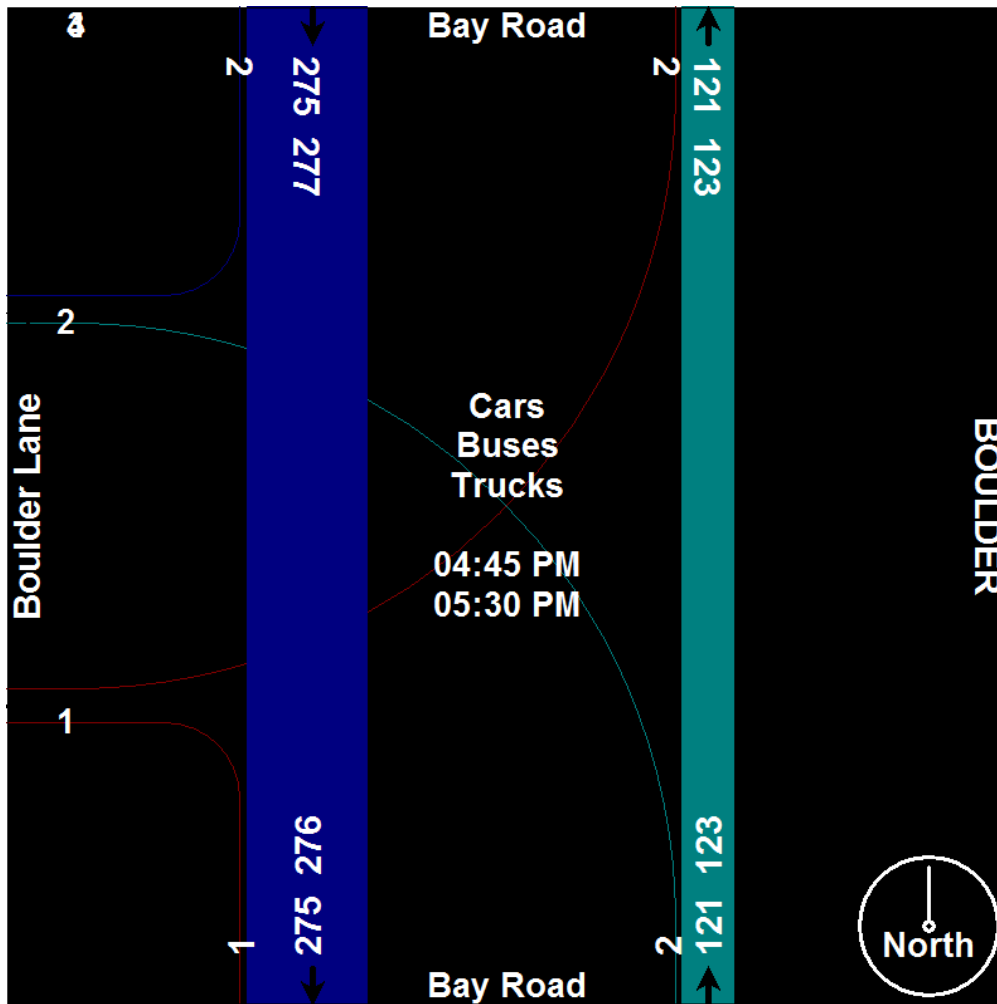 Bay Road
2
275 277
2
121 123
2
Boulder Lane
Cars
Buses
Trucks
04:45 PM
05:30 PM
BOULDER
1
1
275 276
2
121 123
North
Bay Road